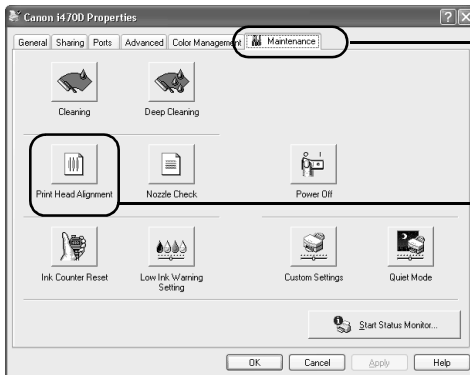 Canon i470D Properties
General Sharing Ports Advanced Color Management Maintenance
Cleaning Deep Cleaning
Print Head Alignment Nozzle Check Power Off
Ink Counter Reset Low Ink Warning Custom Settings Quiet Mode
Setting
Start Status Monitor...
OK Cancel Apply Help